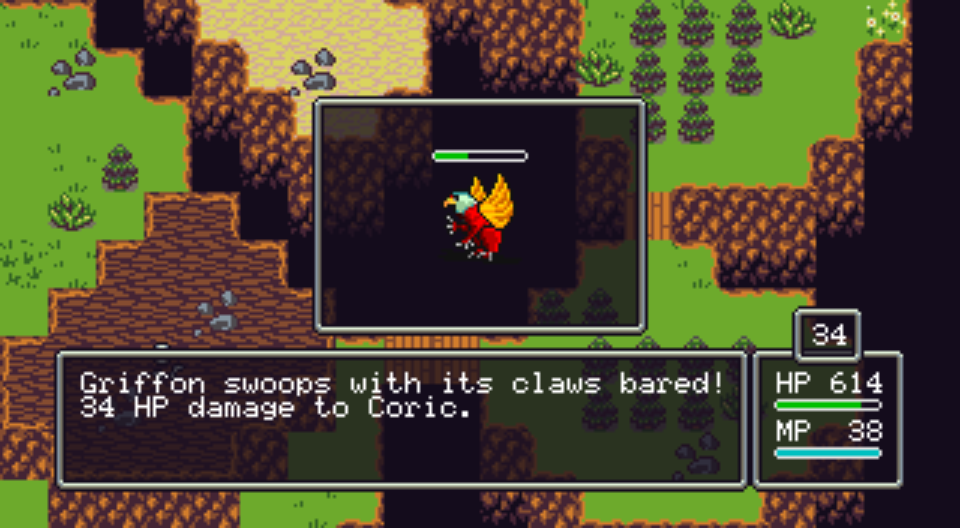 Griffon swoops with its claws bared!
34 HP damage to Coric.
34
HP 614
MP 38